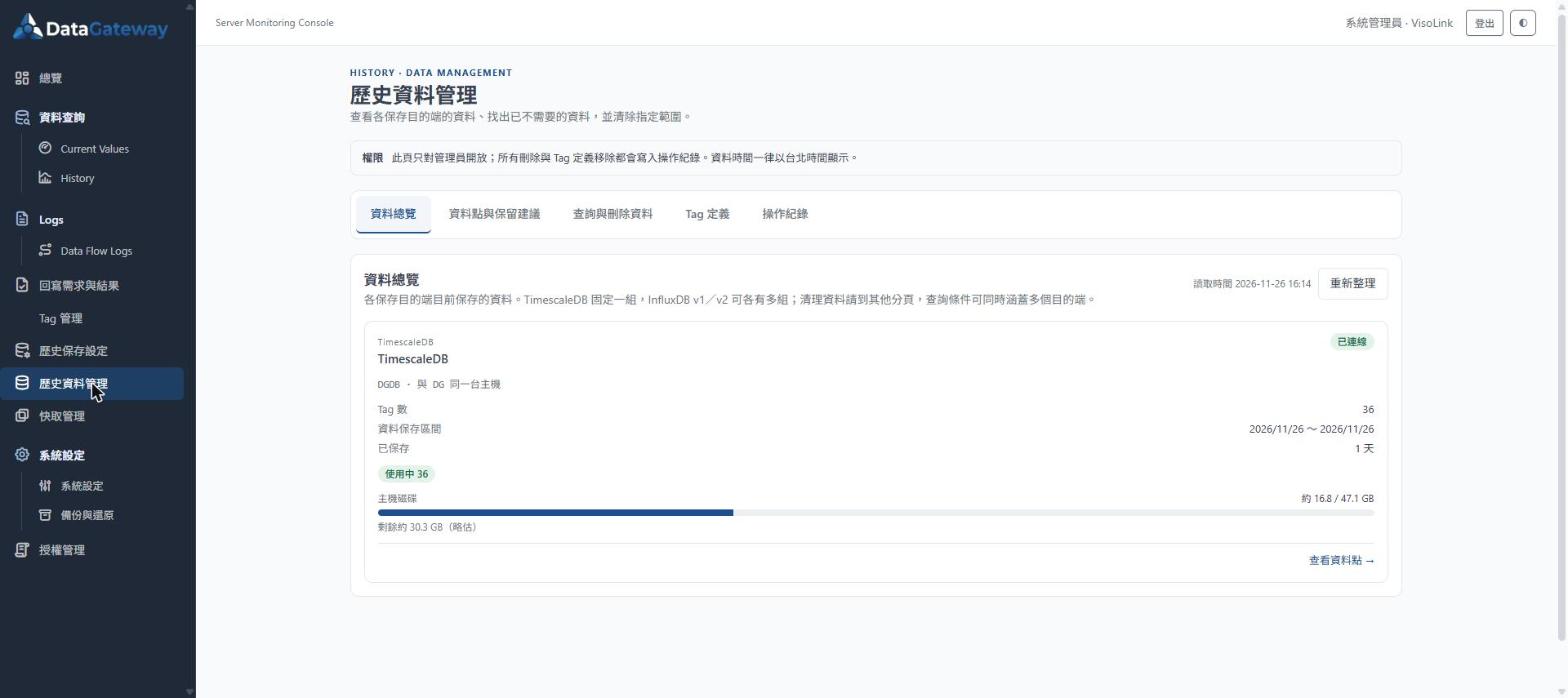 DataGateway
Server Monitoring Console
系統管理員 · VisoLink
登出
總覽
資料查詢
Current Values
History
Logs
Data Flow Logs
回寫需求與結果
Tag 管理
歷史保存設定
歷史資料管理
快取管理
系統設定
系統設定
備份與還原
授權管理
HISTORY · DATA MANAGEMENT
歷史資料管理
查看各保存目的端的資料、找出已不需要的資料，並清除指定範圍。
權限 此頁只對管理員開放；所有刪除與 Tag 定義移除都會寫入操作紀錄。資料時間一律以台北時間顯示。
資料總覽 資料點與保留建議 查詢與刪除資料 Tag 定義 操作紀錄
資料總覽
各保存目的端目前保存的資料。TimescaleDB 固定一組，InfluxDB v1／v2 可各有多組；清理資料請到其他分頁，查詢條件可同時涵蓋多個目的端。
讀取時間 2026-11-26 16:14 重新整理
TimescaleDB 已連線
TimescaleDB
DGDB · 與 DG 同一台主機
Tag 數 36
資料保存區間 2026/11/26 ～ 2026/11/26
已保存 1 天
使用中 36
主機磁碟 約 16.8 / 47.1 GB
剩餘約 30.3 GB（略估）
查看資料點 →